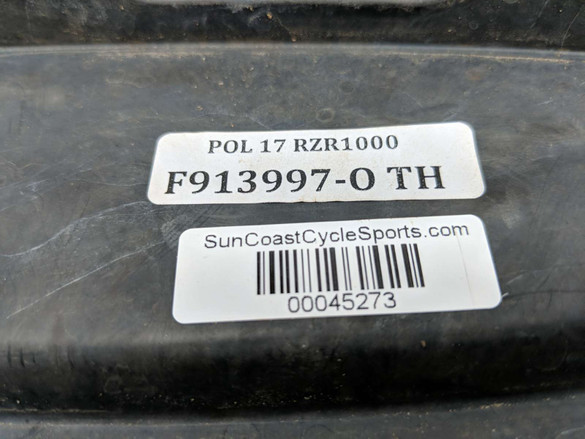 POL 17 RZR1000
F913997-O TH
SunCoastCycleSports.com
00045273